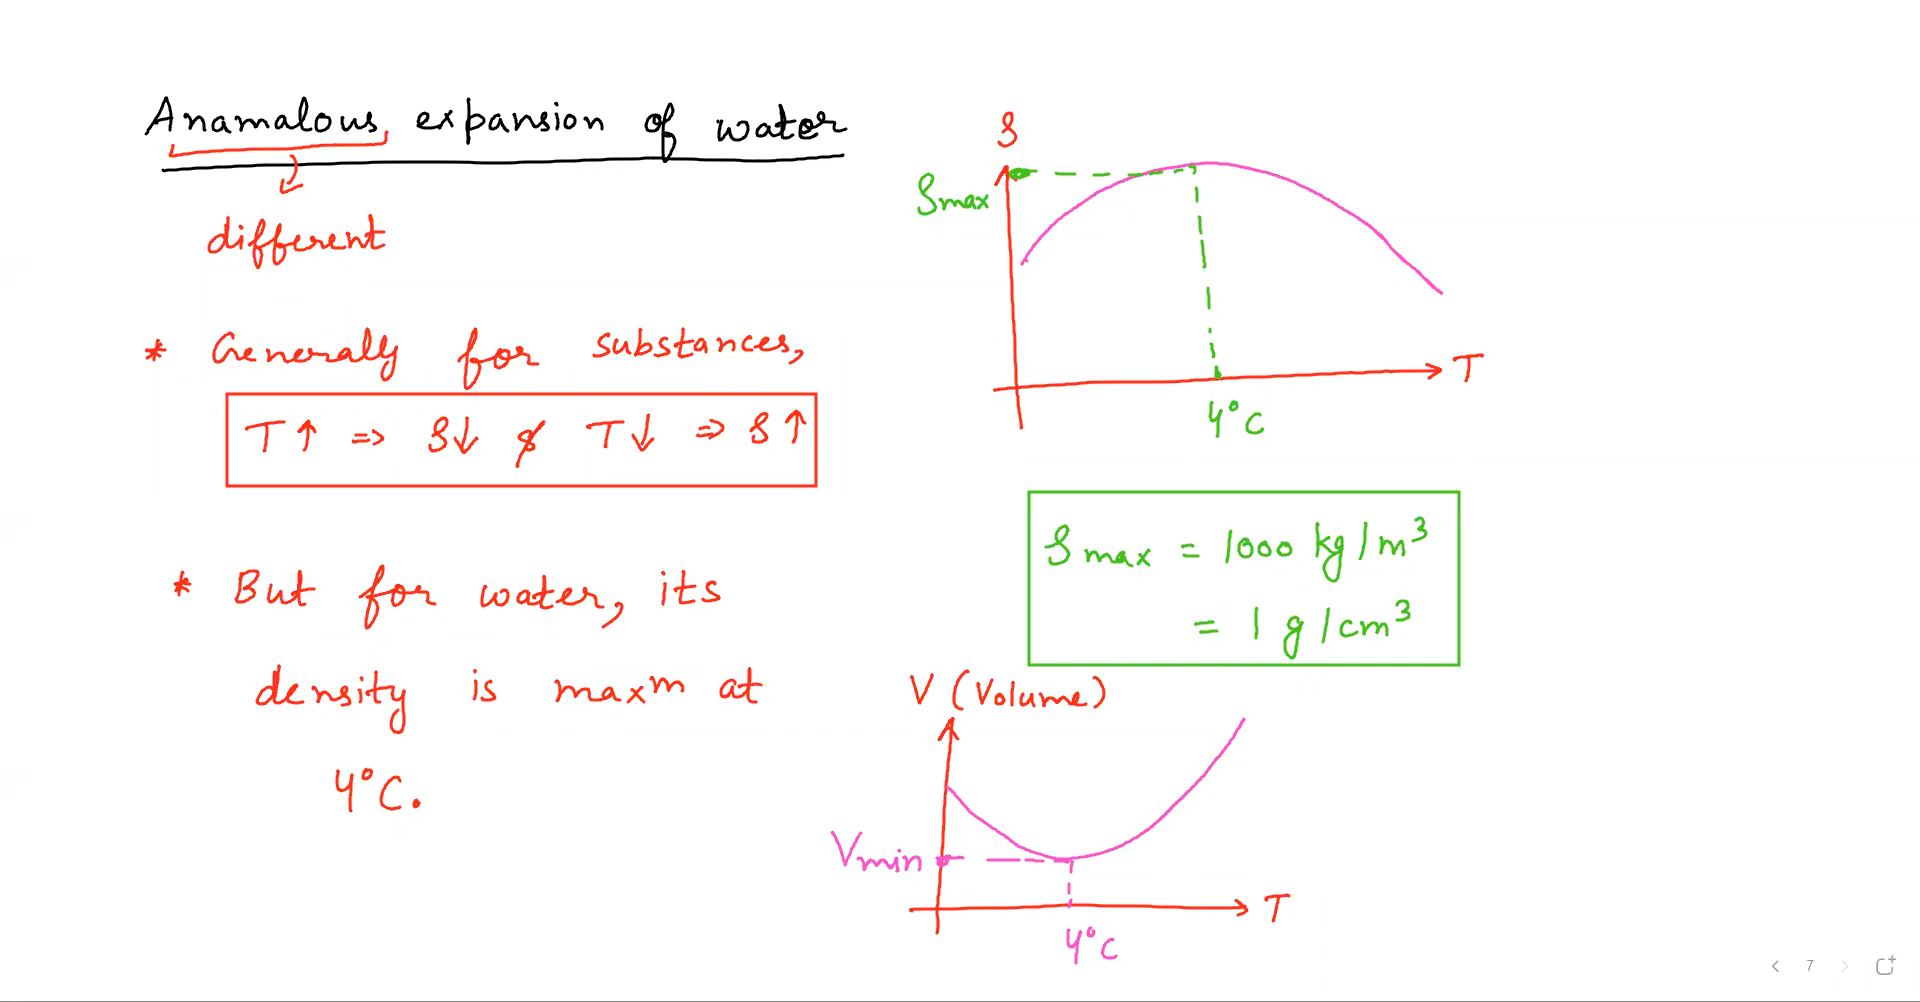 Anamalous expansion of water
different
* Generally for substances,
T↑ => ρ↓ & T↓ => ρ↑
* But for water, its
density is maxm at
4°C.
ρ
ρmax
T
4°C
ρmax = 1000 kg/m³
= 1 g/cm³
V (Volume)
Vmin
T
4°C
7